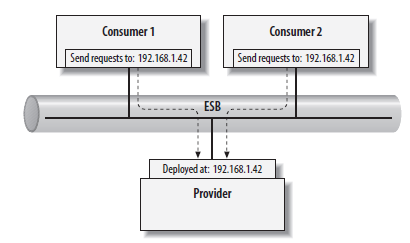 Consumer 1
Send requests to: 192.168.1.42
Consumer 2
Send requests to: 192.168.1.42
ESB
Deployed at: 192.168.1.42
Provider